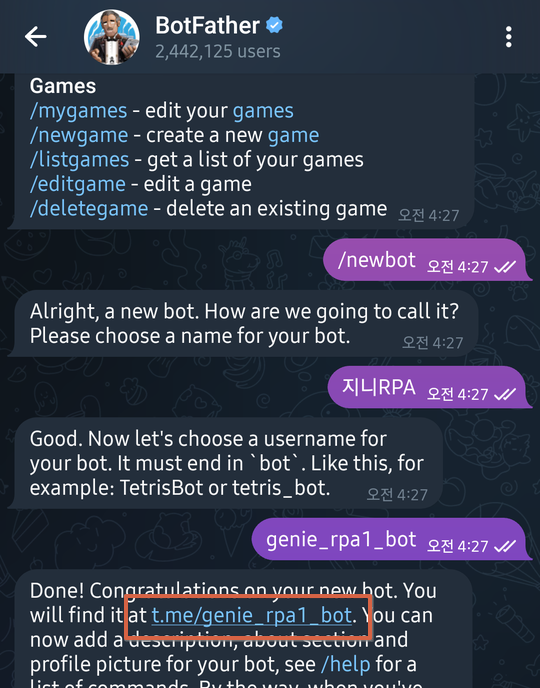 BotFather
2,442,125 users
Games
/mygames - edit your games
/newgame - create a new game
/listgames - get a list of your games
/editgame - edit a game
/deletegame - delete an existing game 오전 4:27
/newbot 오전 4:27
Alright, a new bot. How are we going to call it?
Please choose a name for your bot. 오전 4:27
지니RPA 오전 4:27
Good. Now let's choose a username for
your bot. It must end in `bot`. Like this, for
example: TetrisBot or tetris_bot. 오전 4:27
genie_rpa1_bot 오전 4:27
Done! Congratulations on your new bot. You
will find it at t.me/genie_rpa1_bot. You can
now add a description, about section and
profile picture for your bot, see /help for a
list of commands. By the way, when you've